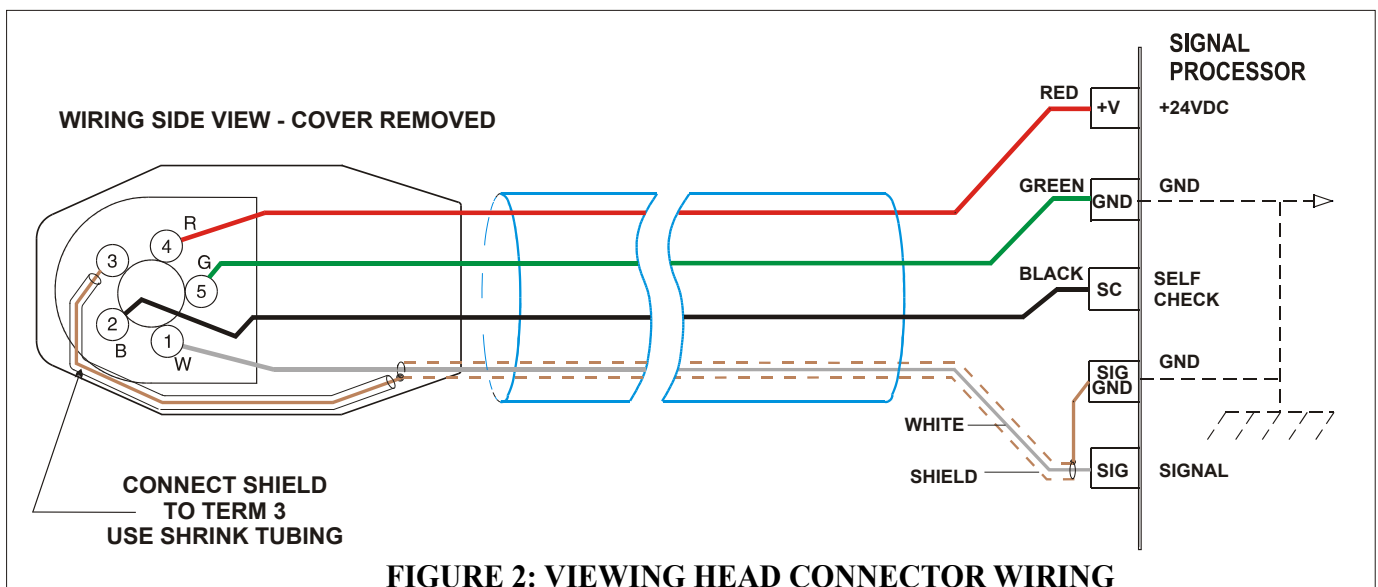 SIGNAL
PROCESSOR
RED
+V
+24VDC
WIRING SIDE VIEW - COVER REMOVED
GREEN
GND
GND
R
4
3
G
5
BLACK
SC
SELF
CHECK
2
B
1
W
GND
SIG
GND
WHITE
SHIELD
SIG
SIGNAL
CONNECT SHIELD
TO TERM 3
USE SHRINK TUBING
FIGURE 2: VIEWING HEAD CONNECTOR WIRING